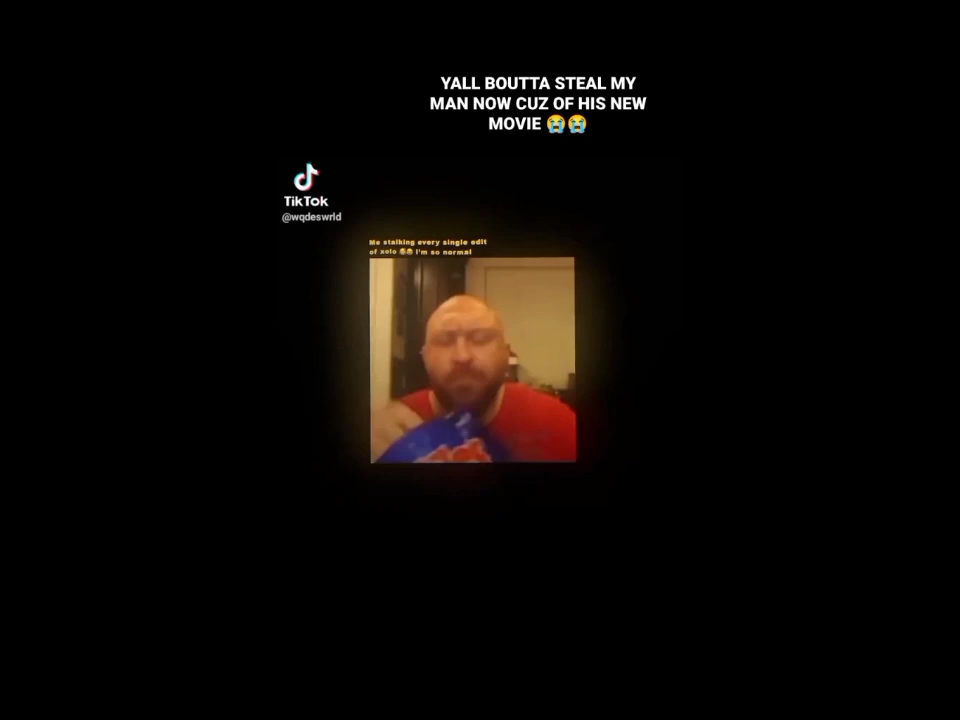 YALL BOUTTA STEAL MY
MAN NOW CUZ OF HIS NEW
MOVIE 😭😭
TikTok
@wqdeswrld
Me stalking every single edit
of xolo 😭😭 i'm so normal